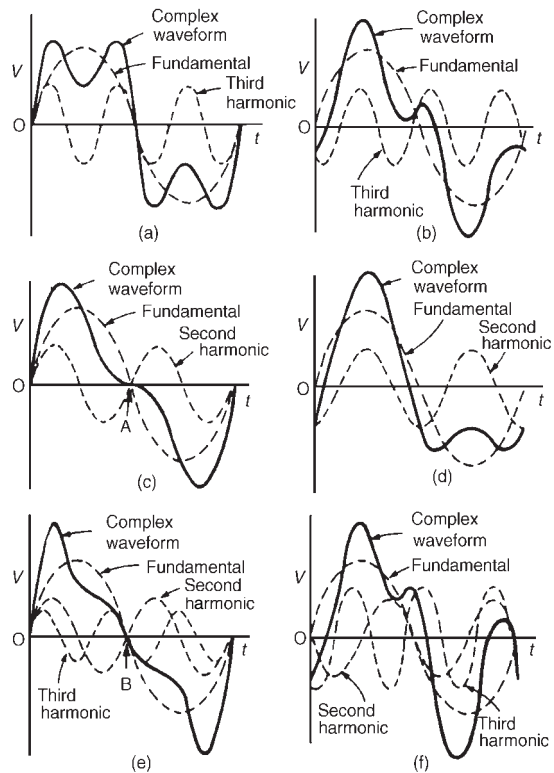 Complex
waveform
Fundamental
Third
harmonic
V
O
t
(a)
Complex
waveform
Fundamental
V
O
t
Third
harmonic
(b)
Complex
waveform
Fundamental
Second
harmonic
V
O
t
A
(c)
Complex
waveform
Fundamental
Second
harmonic
V
O
t
(d)
Complex
waveform
Fundamental
Second
harmonic
V
O
t
Third
harmonic
B
(e)
Complex
waveform
Fundamental
V
O
t
Second
harmonic
Third
harmonic
(f)